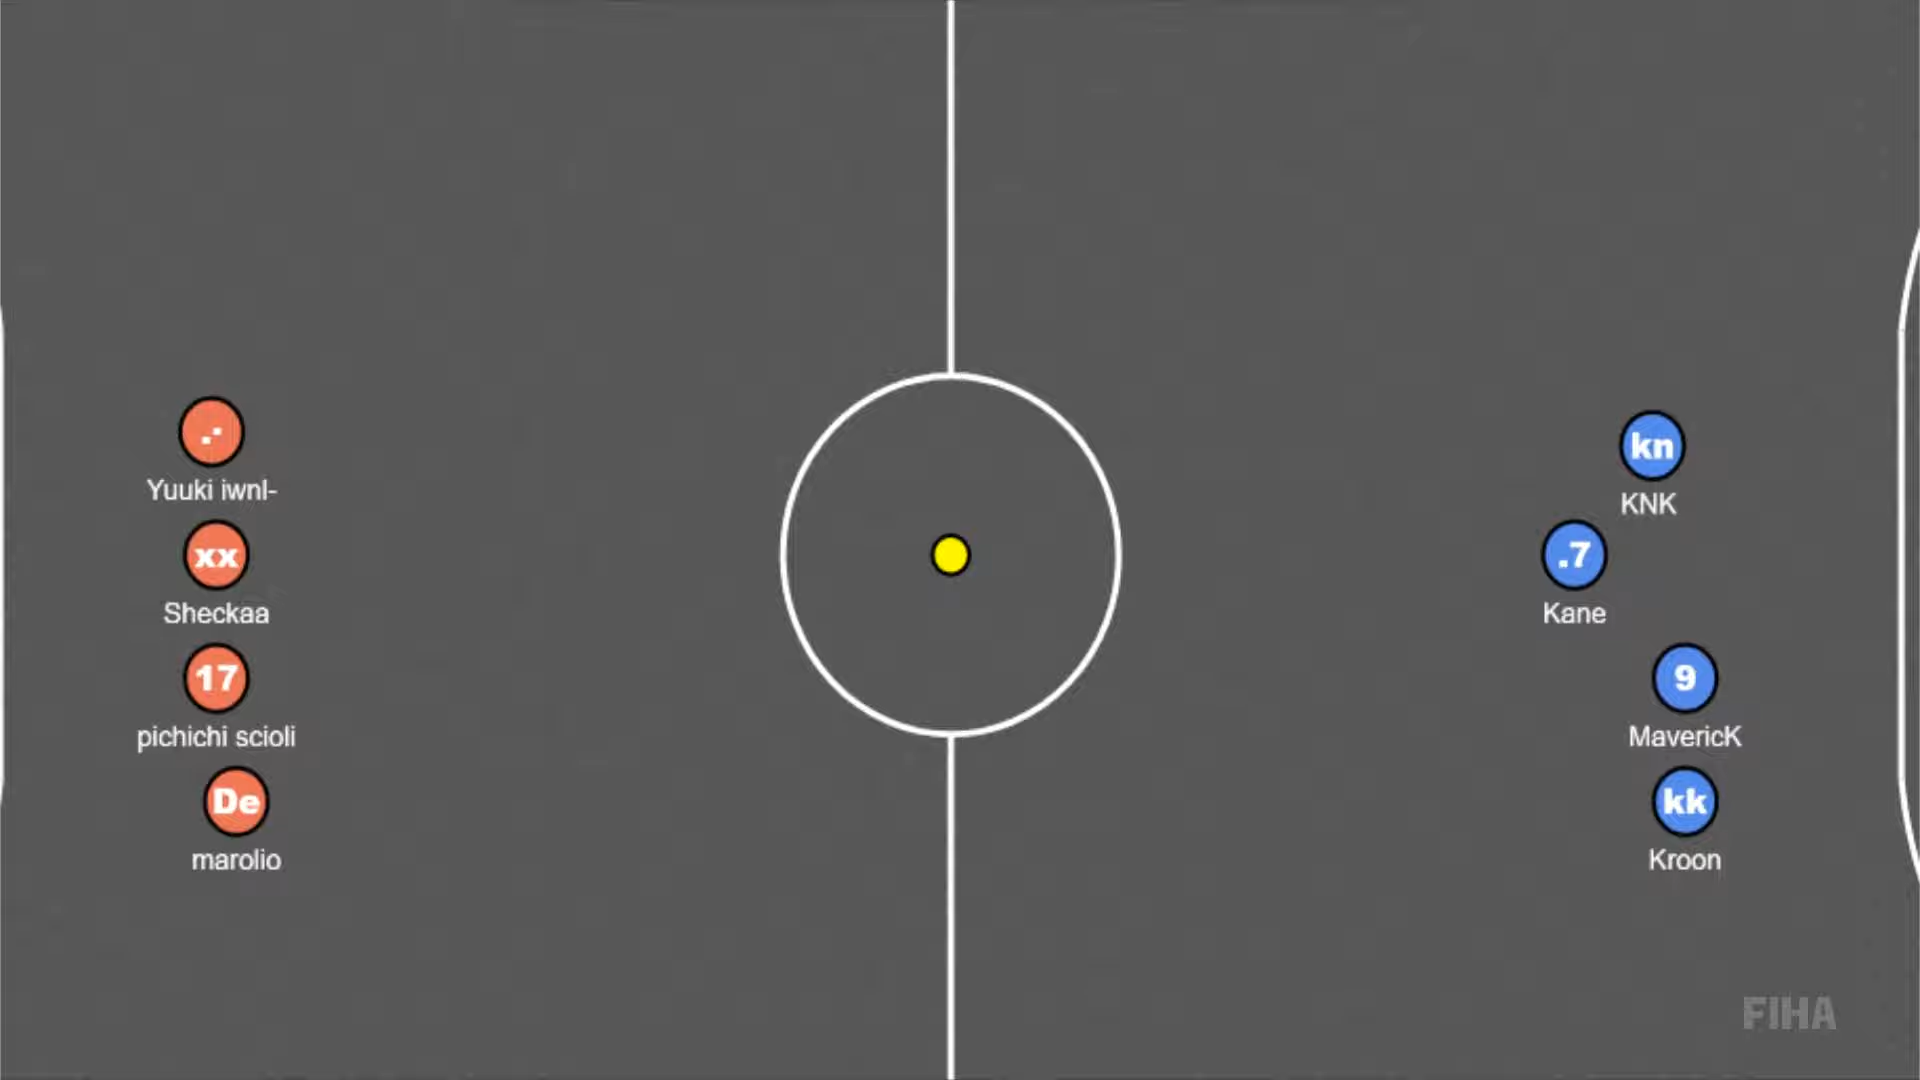 .·
Yuuki iwnl-
xx
Sheckaa
17
pichichi scioli
De
marolio
kn
KNK
.7
Kane
9
MavericK
kk
Kroon
FIHA